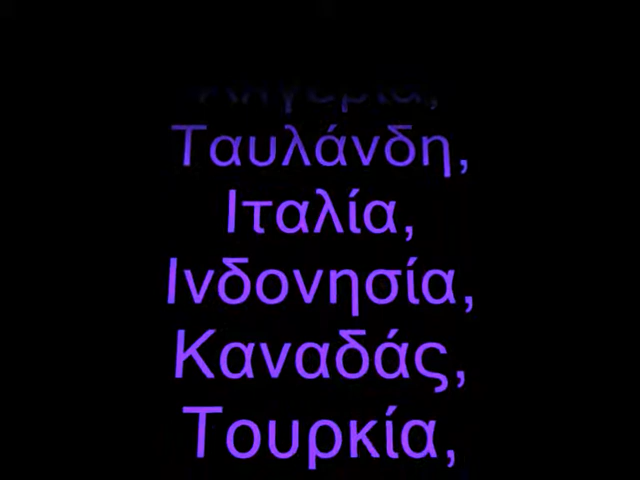 Ταυλάνδη,
Ιταλία,
Ινδονησία,
Καναδάς,
Τουρκία,